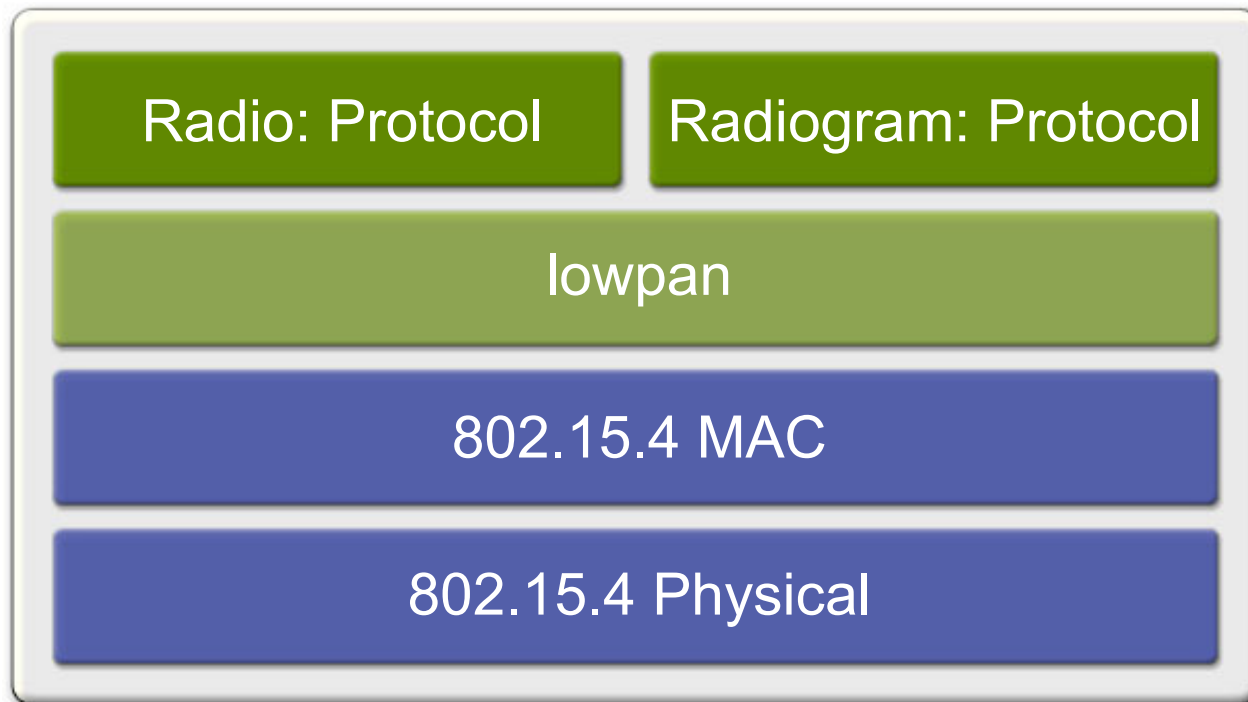 Radio: Protocol
Radiogram: Protocol
lowpan
802.15.4 MAC
802.15.4 Physical